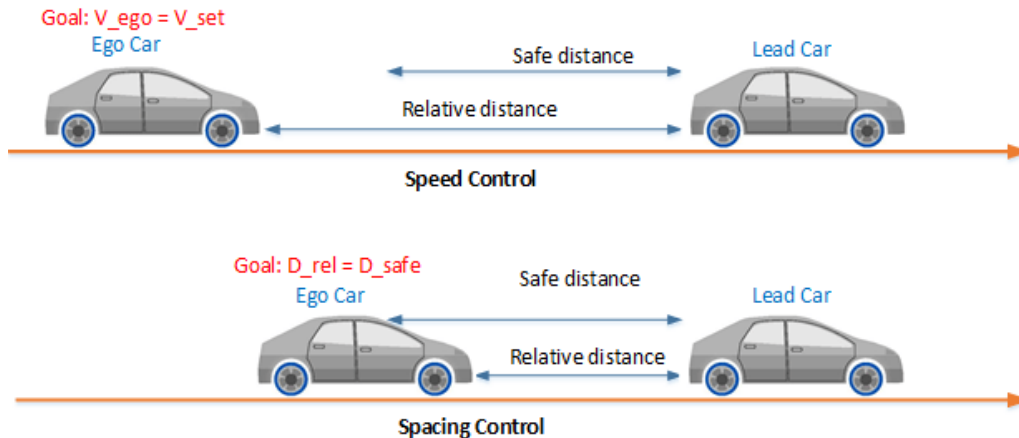 Goal: V_ego = V_set
Ego Car
Safe distance
Lead Car
Relative distance
Speed Control
Goal: D_rel = D_safe
Ego Car
Safe distance
Lead Car
Relative distance
Spacing Control